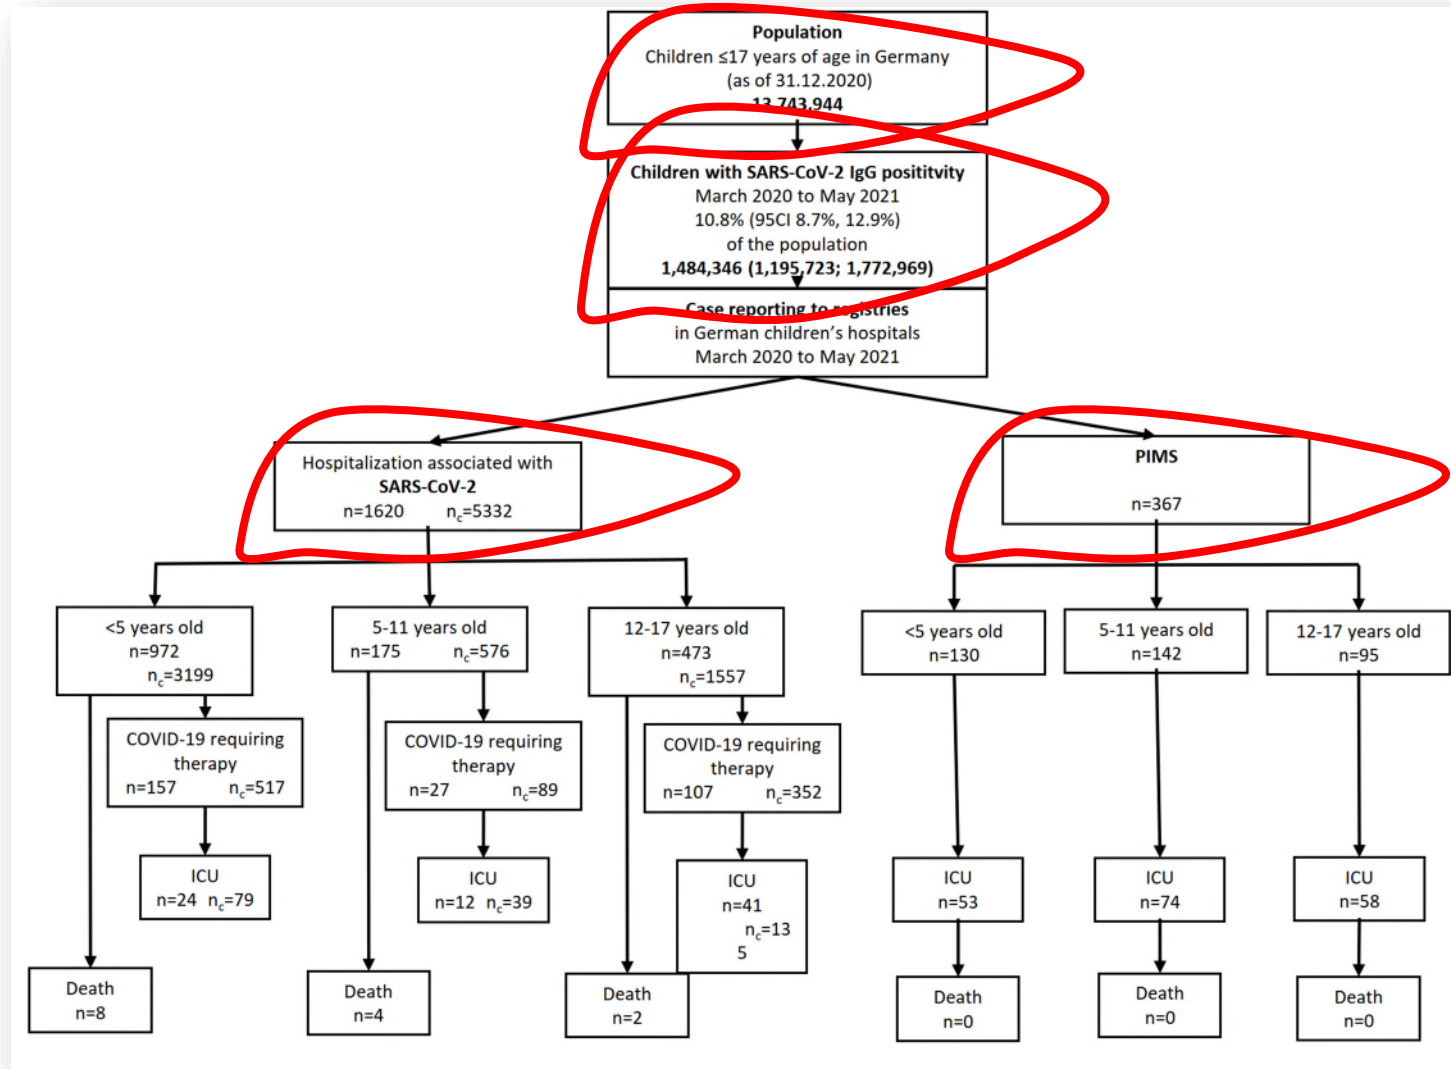 Population
Children ≤17 years of age in Germany
(as of 31.12.2020)
13,743,944
Children with SARS-CoV-2 IgG posititvity
March 2020 to May 2021
10.8% (95CI 8.7%, 12.9%)
of the population
1,484,346 (1,195,723; 1,772,969)
Case reporting to registries
in German children's hospitals
March 2020 to May 2021
Hospitalization associated with
SARS-CoV-2
n=1620 nc=5332
PIMS
n=367
<5 years old
n=972
nc=3199
5-11 years old
n=175 nc=576
12-17 years old
n=473
nc=1557
<5 years old
n=130
5-11 years old
n=142
12-17 years old
n=95
COVID-19 requiring
therapy
n=157 nc=517
COVID-19 requiring
therapy
n=27 nc=89
COVID-19 requiring
therapy
n=107 nc=352
ICU
n=24 nc=79
ICU
n=12 nc=39
ICU
n=41
nc=13
5
ICU
n=53
ICU
n=74
ICU
n=58
Death
n=8
Death
n=4
Death
n=2
Death
n=0
Death
n=0
Death
n=0